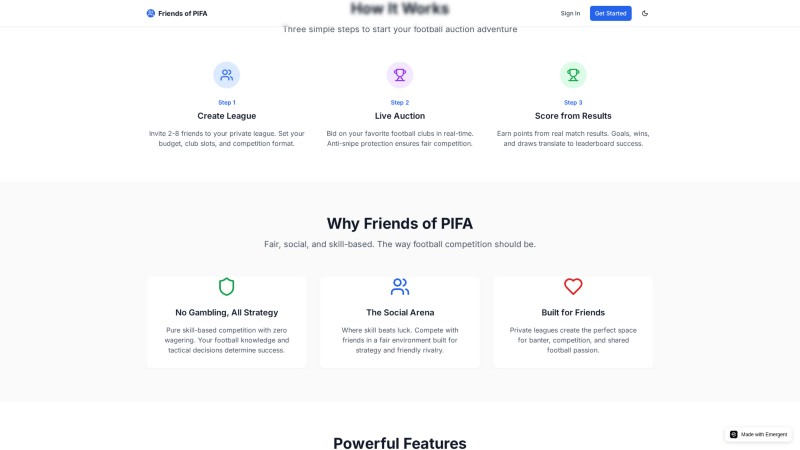 Friends of PIFA
Sign In
Get Started
How It Works
Three simple steps to start your football auction adventure
Step 1
Create League
Invite 2-8 friends to your private league. Set your
budget, club slots, and competition format.
Step 2
Live Auction
Bid on your favorite football clubs in real-time.
Anti-snipe protection ensures fair competition.
Step 3
Score from Results
Earn points from real match results. Goals, wins,
and draws translate to leaderboard success.
Why Friends of PIFA
Fair, social, and skill-based. The way football competition should be.
No Gambling, All Strategy
Pure skill-based competition with zero
wagering. Your football knowledge and
tactical decisions determine success.
The Social Arena
Where skill beats luck. Compete with
friends in a fair environment built for
strategy and friendly rivalry.
Built for Friends
Private leagues create the perfect space
for banter, competition, and shared
football passion.
Powerful Features
Made with Emergent